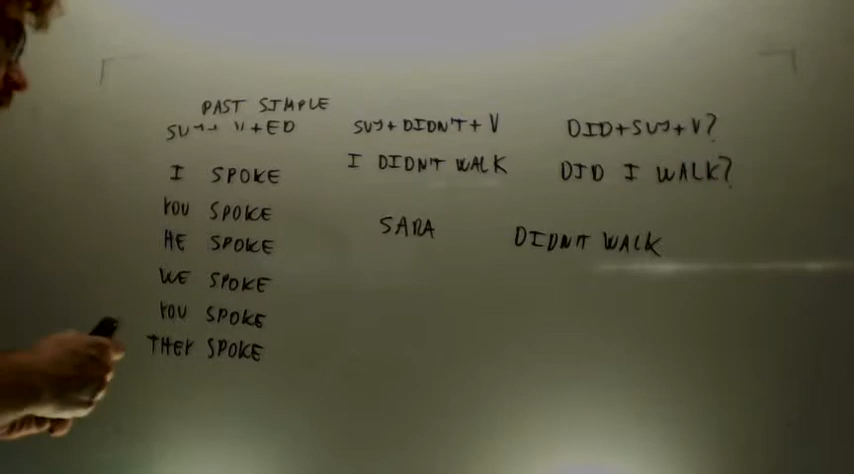 PAST SIMPLE
+ED
I SPOKE
YOU SPOKE
HE SPOKE
WE SPOKE
YOU SPOKE
THEY SPOKE
SUJ+DIDN'T+V
I DIDN'T WALK
SARA DIDN'T WALK
DID+SUJ+V?
DID I WALK?